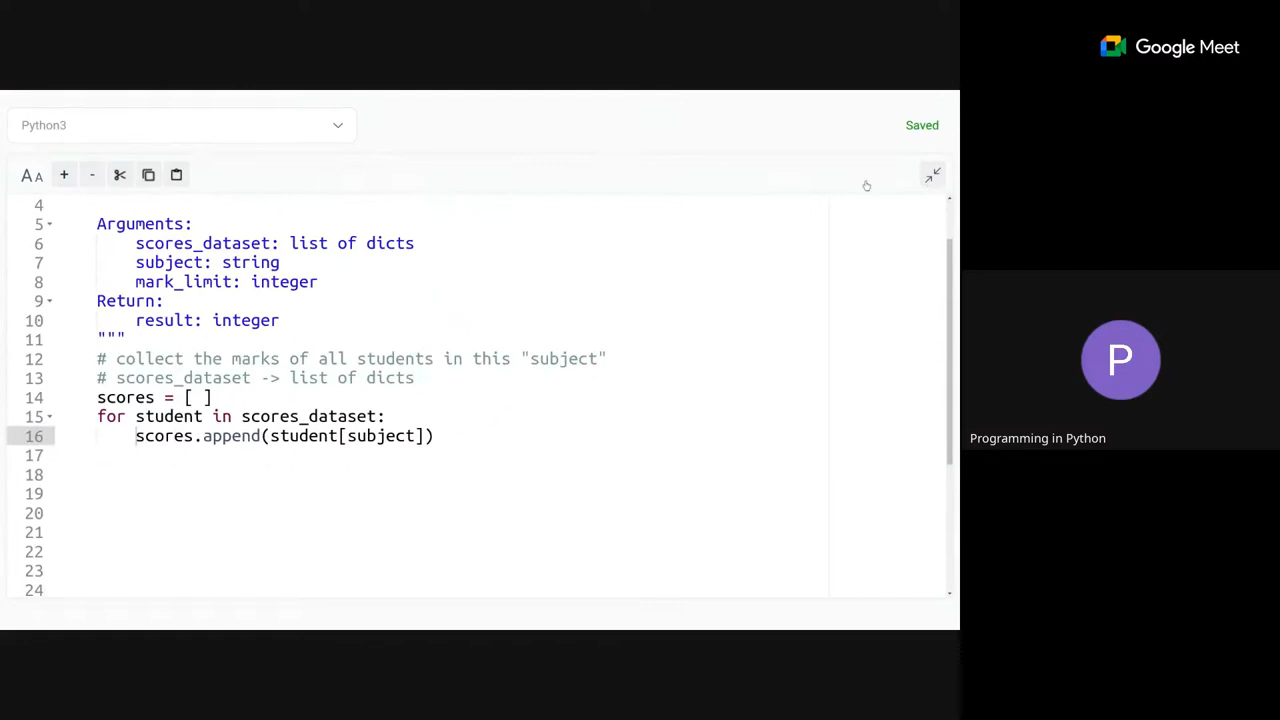 Google Meet
Python3
Saved
AA + -
4
5 Arguments:
6 scores_dataset: list of dicts
7 subject: string
8 mark_limit: integer
9 Return:
10 result: integer
11 """
12 # collect the marks of all students in this "subject"
13 # scores_dataset -> list of dicts
14 scores = [ ]
15 for student in scores_dataset:
16 scores.append(student[subject])
17
18
19
20
21
22
23
24
P
Programming in Python